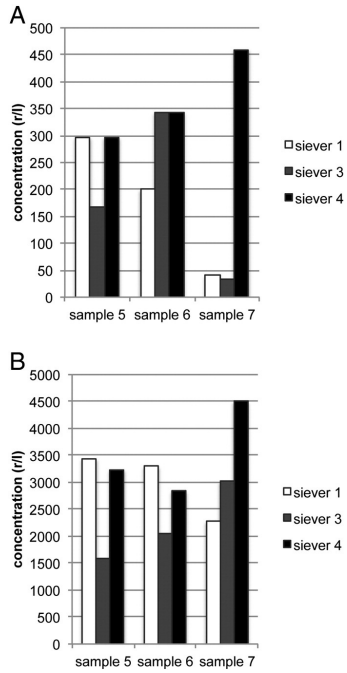 A
concentration (r/l)
500
450
400
350
300
250
200
150
100
50
0
sample 5 sample 6 sample 7
siever 1
siever 3
siever 4
B
concentration (r/l)
5000
4500
4000
3500
3000
2500
2000
1500
1000
500
0
sample 5 sample 6 sample 7
siever 1
siever 3
siever 4